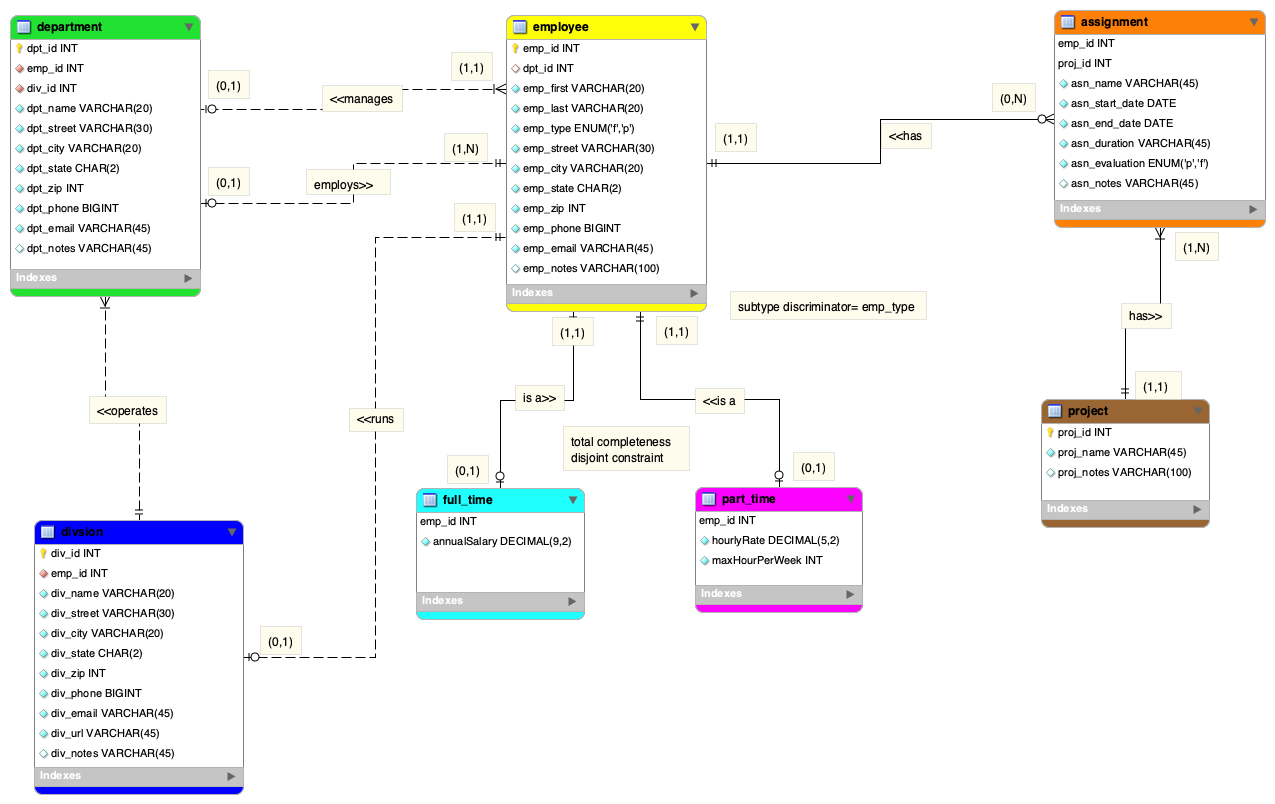 department
dpt_id INT
emp_id INT
div_id INT
dpt_name VARCHAR(20)
dpt_street VARCHAR(30)
dpt_city VARCHAR(20)
dpt_state CHAR(2)
dpt_zip INT
dpt_phone BIGINT
dpt_email VARCHAR(45)
dpt_notes VARCHAR(45)
Indexes
(0,1)
<<manages
(1,1)
(0,1)
employs>>
(1,N)
(1,1)
employee
emp_id INT
dpt_id INT
emp_first VARCHAR(20)
emp_last VARCHAR(20)
emp_type ENUM('f','p')
emp_street VARCHAR(30)
emp_city VARCHAR(20)
emp_state CHAR(2)
emp_zip INT
emp_phone BIGINT
emp_email VARCHAR(45)
emp_notes VARCHAR(100)
Indexes
(1,1)
<<has
(0,N)
assignment
emp_id INT
proj_id INT
asn_name VARCHAR(45)
asn_start_date DATE
asn_end_date DATE
asn_duration VARCHAR(45)
asn_evaluation ENUM('p','f')
asn_notes VARCHAR(45)
Indexes
(1,N)
has>>
(1,1)
subtype discriminator= emp_type
(1,1)
(1,1)
is a>>
<<is a
total completeness
disjoint constraint
(0,1)
(0,1)
<<operates
<<runs
(0,1)
project
proj_id INT
proj_name VARCHAR(45)
proj_notes VARCHAR(100)
Indexes
full_time
emp_id INT
annualSalary DECIMAL(9,2)
Indexes
part_time
emp_id INT
hourlyRate DECIMAL(5,2)
maxHourPerWeek INT
Indexes
divsion
div_id INT
emp_id INT
div_name VARCHAR(20)
div_street VARCHAR(30)
div_city VARCHAR(20)
div_state CHAR(2)
div_zip INT
div_phone BIGINT
div_email VARCHAR(45)
div_url VARCHAR(45)
div_notes VARCHAR(45)
Indexes